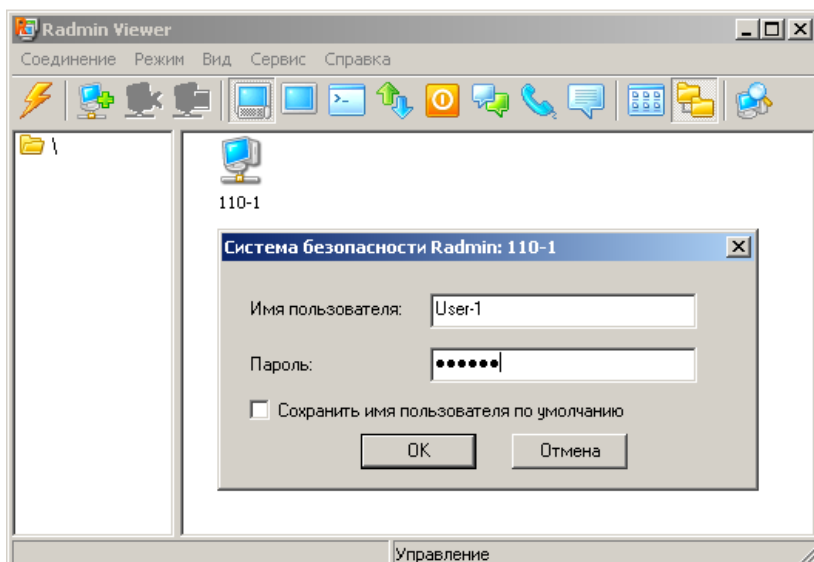 Radmin Viewer
Соединение Режим Вид Сервис Справка
\
110-1
Система безопасности Radmin: 110-1
Имя пользователя: User-1
Пароль: ●●●●●●
Сохранить имя пользователя по умолчанию
OK Отмена
Управление